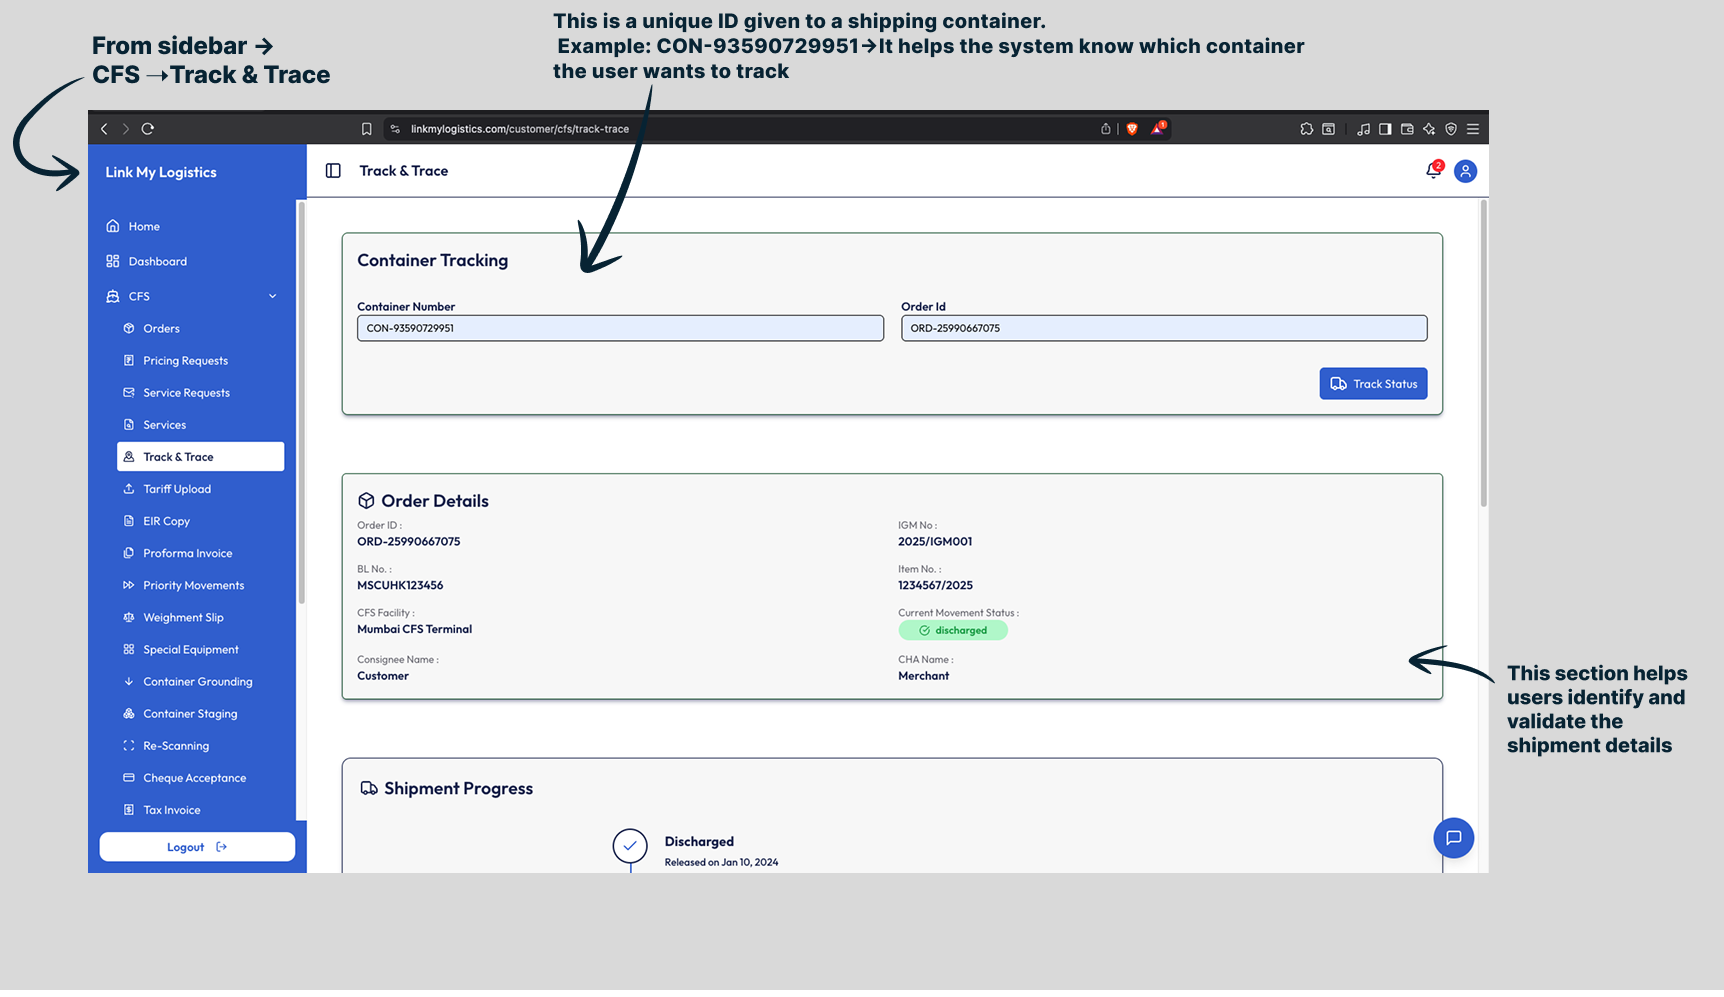 This is a unique ID given to a shipping container.
Example: CON-93590729951→It helps the system know which container
the user wants to track
From sidebar →
CFS →Track & Trace
linkmylogistics.com/customer/cfs/track-trace
1
Link My Logistics
Track & Trace
2
Home
Dashboard
CFS
Orders
Pricing Requests
Service Requests
Services
Track & Trace
Tariff Upload
EIR Copy
Proforma Invoice
Priority Movements
Weighment Slip
Special Equipment
Container Grounding
Container Staging
Re-Scanning
Cheque Acceptance
Tax Invoice
Logout
Container Tracking
Container Number
CON-93590729951
Order Id
ORD-25990667075
Track Status
Order Details
Order ID :
ORD-25990667075
IGM No :
2025/IGM001
BL No. :
MSCUHK123456
Item No. :
1234567/2025
CFS Facility :
Mumbai CFS Terminal
Current Movement Status :
discharged
Consignee Name :
Customer
CHA Name :
Merchant
This section helps
users identify and
validate the
shipment details
Shipment Progress
Discharged
Released on Jan 10, 2024